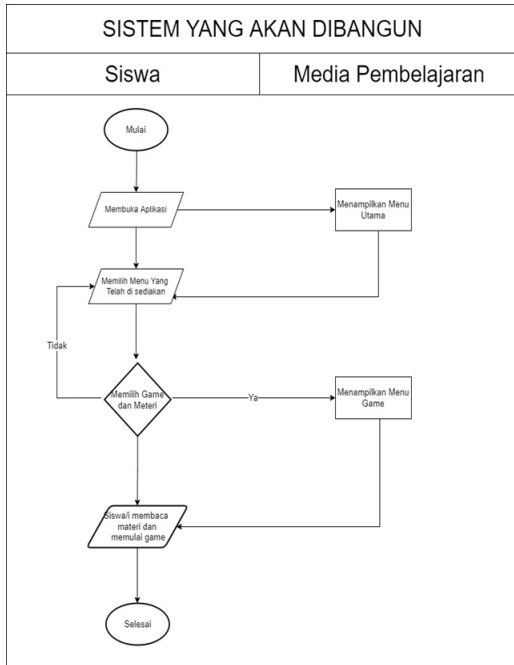 SISTEM YANG AKAN DIBANGUN
Siswa
Media Pembelajaran
Mulai
Membuka Aplikasi
Menampilkan Menu
Utama
Memilih Menu Yang
Telah di sediakan
Tidak
Memilih Game
dan Meteri
Ya
Menampilkan Menu
Game
Siswa/i membaca
materi dan
memulai game
Selesai